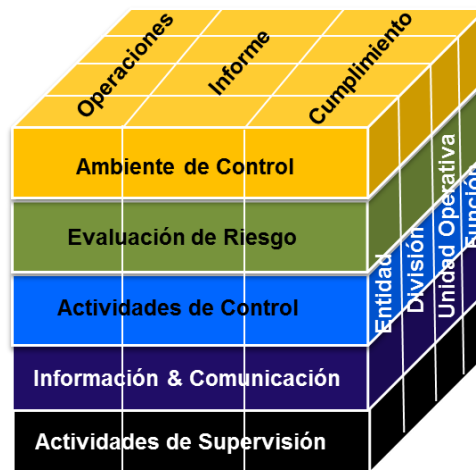 Operaciones
Informe
Cumplimiento
Ambiente de Control
Evaluación de Riesgo
Actividades de Control
Información & Comunicación
Actividades de Supervisión
Entidad
División
Unidad Operativa
Función